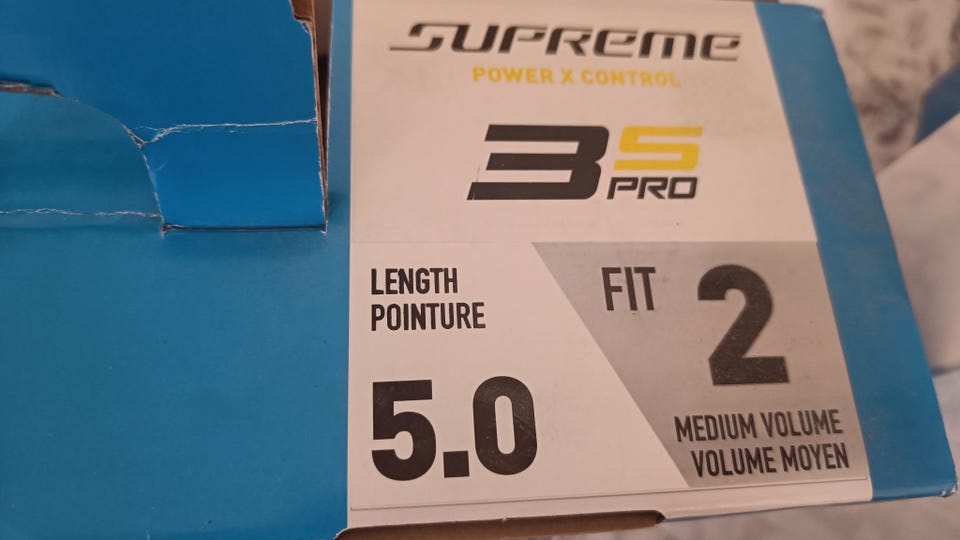 SUPREME
POWER X CONTROL
3S PRO
LENGTH
POINTURE
5.0
FIT 2
MEDIUM VOLUME
VOLUME MOYEN